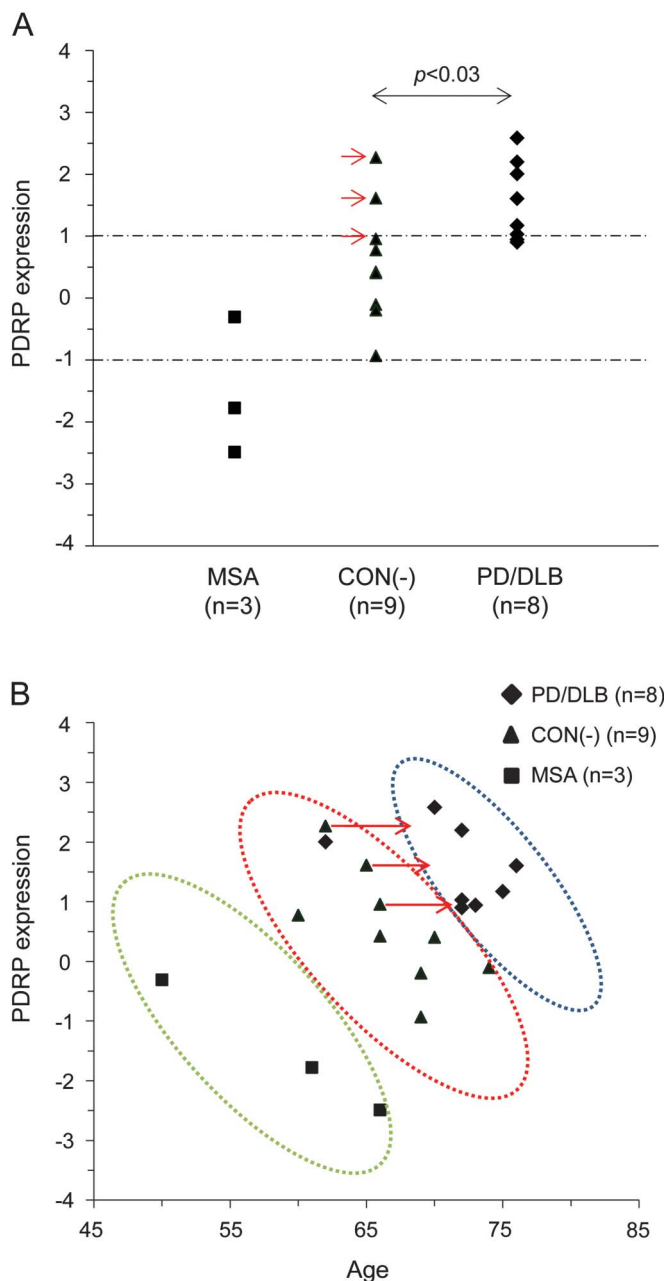 A
4
3
2
1
0
-1
-2
-3
-4
PDRP expression
p<0.03
MSA
(n=3)
CON(-)
(n=9)
PD/DLB
(n=8)
B
PD/DLB (n=8)
CON(-) (n=9)
MSA (n=3)
4
3
2
1
0
-1
-2
-3
-4
PDRP expression
45 55 65 75 85
Age